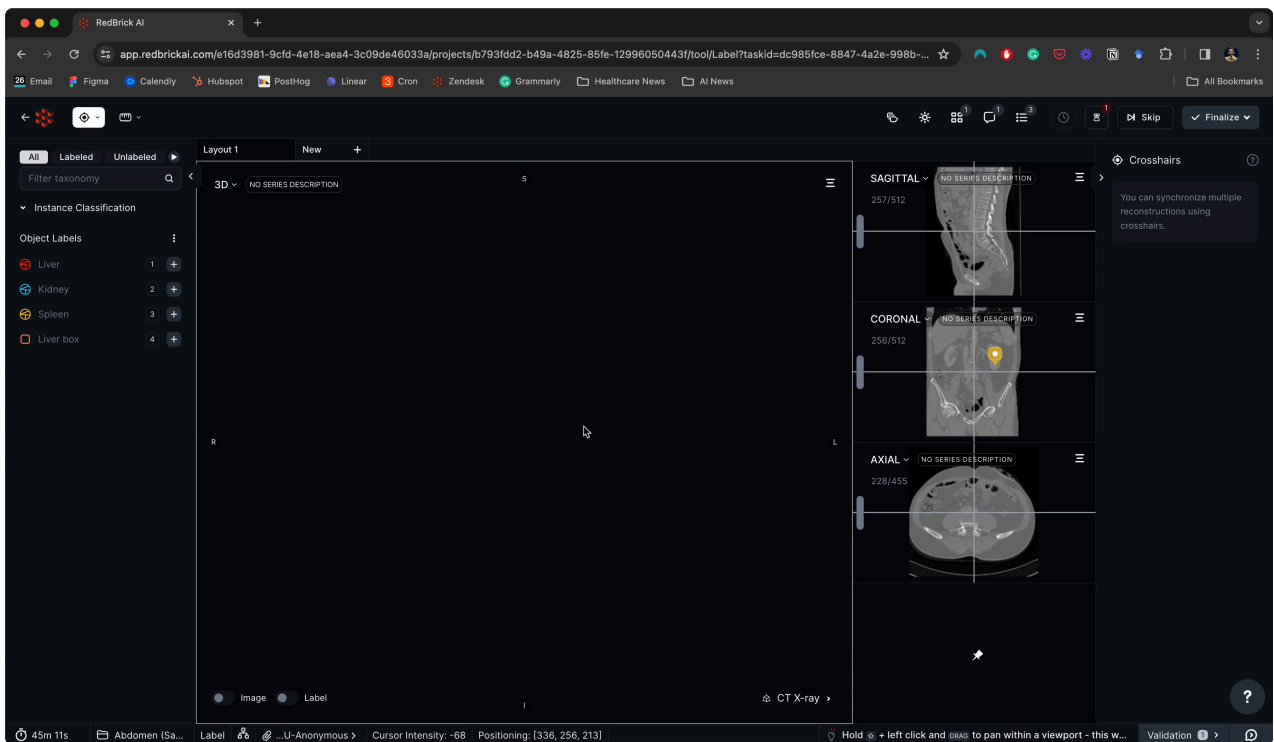 RedBrick AI
app.redbrickai.com/e16d3981-9cfd-4e18-aea4-3c09de46033a/projects/b793fdd2-b49a-4825-85fe-12996050443f/tool/Label?taskid=dc985fce-8847-4a2e-998b-...
26 Email Figma Calendly Hubspot PostHog Linear 3 Cron Zendesk Grammarly Healthcare News AI News All Bookmarks
1 1 3 1 Skip Finalize
All Labeled Unlabeled
Layout 1 New +
Filter taxonomy
Instance Classification
Object Labels
Liver 1 +
Kidney 2 +
Spleen 3 +
Liver box 4 +
3D NO SERIES DESCRIPTION
S
R
L
I
Image Label
CT X-ray
SAGITTAL NO SERIES DESCRIPTION
257/512
CORONAL NO SERIES DESCRIPTION
256/512
AXIAL NO SERIES DESCRIPTION
228/455
Crosshairs ?
You can synchronize multiple
reconstructions using
crosshairs.
?
45m 11s Abdomen (Sa... Label ...U-Anonymous > Cursor Intensity: -68 Positioning: [336, 256, 213] Hold + left click and DRAG to pan within a viewport - this w... Validation 1 >